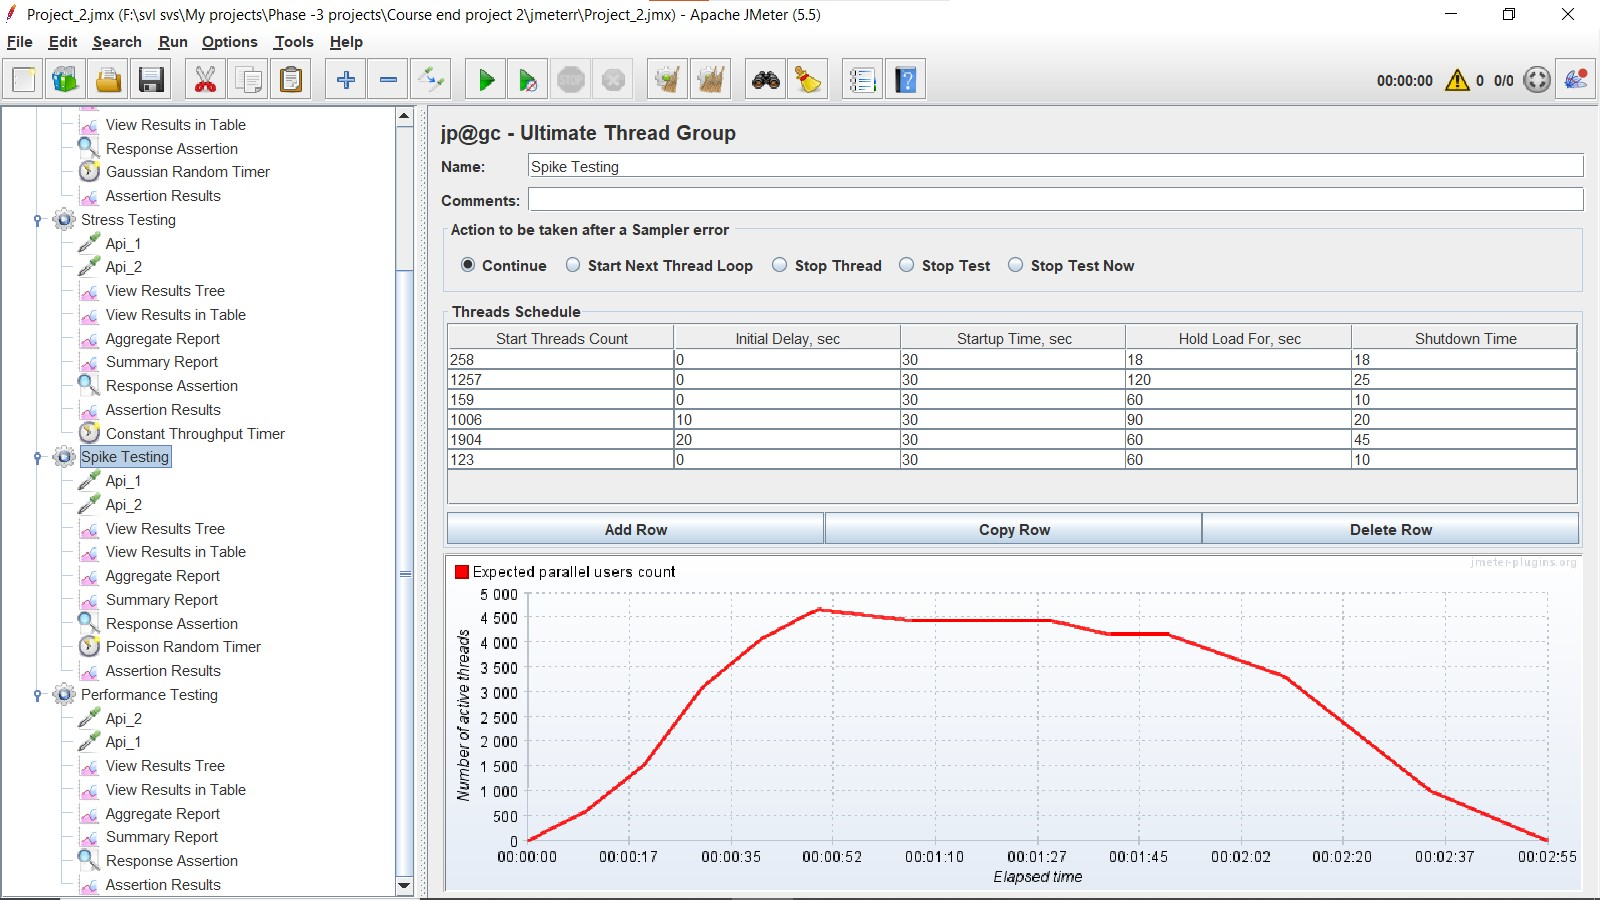 Project_2.jmx (F:\svl svs\My projects\Phase -3 projects\Course end project 2\jmeterr\Project_2.jmx) - Apache JMeter (5.5)
File Edit Search Run Options Tools Help
STOP
00:00:00 0 0/0
View Results in Table
Response Assertion
Gaussian Random Timer
Assertion Results
Stress Testing
Api_1
Api_2
View Results Tree
View Results in Table
Aggregate Report
Summary Report
Response Assertion
Assertion Results
Constant Throughput Timer
Spike Testing
Api_1
Api_2
View Results Tree
View Results in Table
Aggregate Report
Summary Report
Response Assertion
Poisson Random Timer
Assertion Results
Performance Testing
Api_2
Api_1
View Results Tree
View Results in Table
Aggregate Report
Summary Report
Response Assertion
Assertion Results
jp@gc - Ultimate Thread Group
Name: Spike Testing
Comments:
Action to be taken after a Sampler error
Continue Start Next Thread Loop Stop Thread Stop Test Stop Test Now
Threads Schedule
Start Threads Count Initial Delay, sec Startup Time, sec Hold Load For, sec Shutdown Time
258 0 30 18 18
1257 0 30 120 25
159 0 30 60 10
1006 10 30 90 20
1904 20 30 60 45
123 0 30 60 10
Add Row Copy Row Delete Row
jmeter-plugins.org
Expected parallel users count
5 000
4 500
4 000
3 500
3 000
2 500
2 000
1 500
1 000
500
0
Number of active threads
00:00:00 00:00:17 00:00:35 00:00:52 00:01:10 00:01:27 00:01:45 00:02:02 00:02:20 00:02:37 00:02:55
Elapsed time